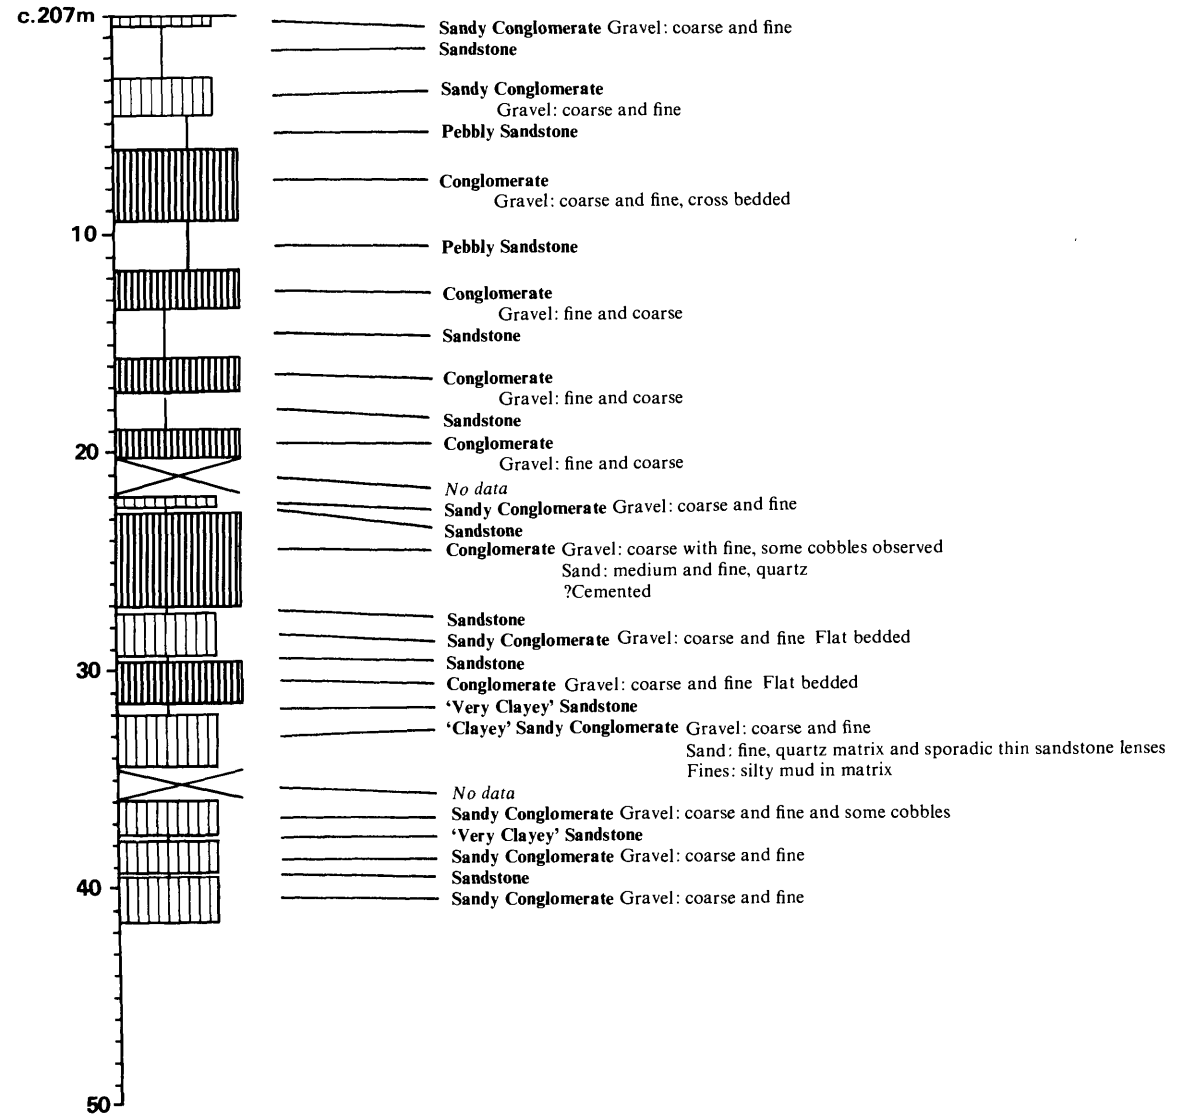 c.207m
Sandy Conglomerate Gravel: coarse and fine
Sandstone
Sandy Conglomerate
Gravel: coarse and fine
Pebbly Sandstone
Conglomerate
Gravel: coarse and fine, cross bedded
10
Pebbly Sandstone
Conglomerate
Gravel: fine and coarse
Sandstone
Conglomerate
Gravel: fine and coarse
Sandstone
20
Conglomerate
Gravel: fine and coarse
No data
Sandy Conglomerate Gravel: coarse and fine
Sandstone
Conglomerate Gravel: coarse with fine, some cobbles observed
Sand: medium and fine, quartz
?Cemented
Sandstone
Sandy Conglomerate Gravel: coarse and fine Flat bedded
Sandstone
30
Conglomerate Gravel: coarse and fine Flat bedded
‘Very Clayey’ Sandstone
‘Clayey’ Sandy Conglomerate Gravel: coarse and fine
Sand: fine, quartz matrix and sporadic thin sandstone lenses
Fines: silty mud in matrix
No data
Sandy Conglomerate Gravel: coarse and fine and some cobbles
‘Very Clayey’ Sandstone
Sandy Conglomerate Gravel: coarse and fine
Sandstone
40
Sandy Conglomerate Gravel: coarse and fine
50